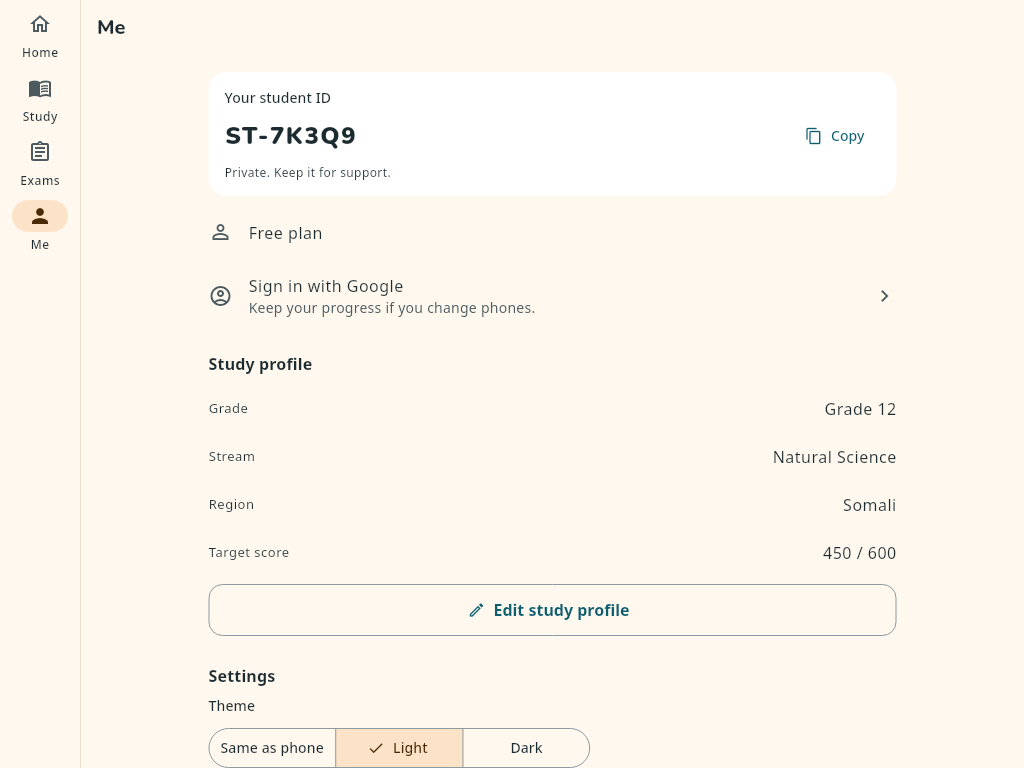 Me
Home
Study
Exams
Me
Your student ID
ST-7K3Q9
Copy
Private. Keep it for support.
Free plan
Sign in with Google
Keep your progress if you change phones.
Study profile
Grade Grade 12
Stream Natural Science
Region Somali
Target score 450 / 600
Edit study profile
Settings
Theme
Same as phone Light Dark